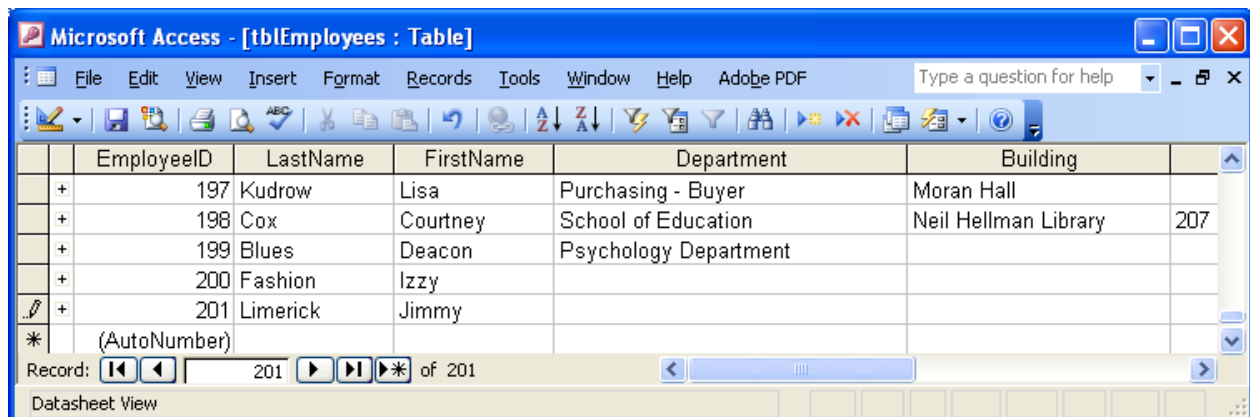 Microsoft Access - [tblEmployees : Table]
File Edit View Insert Format Records Tools Window Help Adobe PDF Type a question for help
EmployeeID LastName FirstName Department Building
197 Kudrow Lisa Purchasing - Buyer Moran Hall
198 Cox Courtney School of Education Neil Hellman Library 207
199 Blues Deacon Psychology Department
200 Fashion Izzy
201 Limerick Jimmy
(AutoNumber)
Record: 201 of 201
Datasheet View